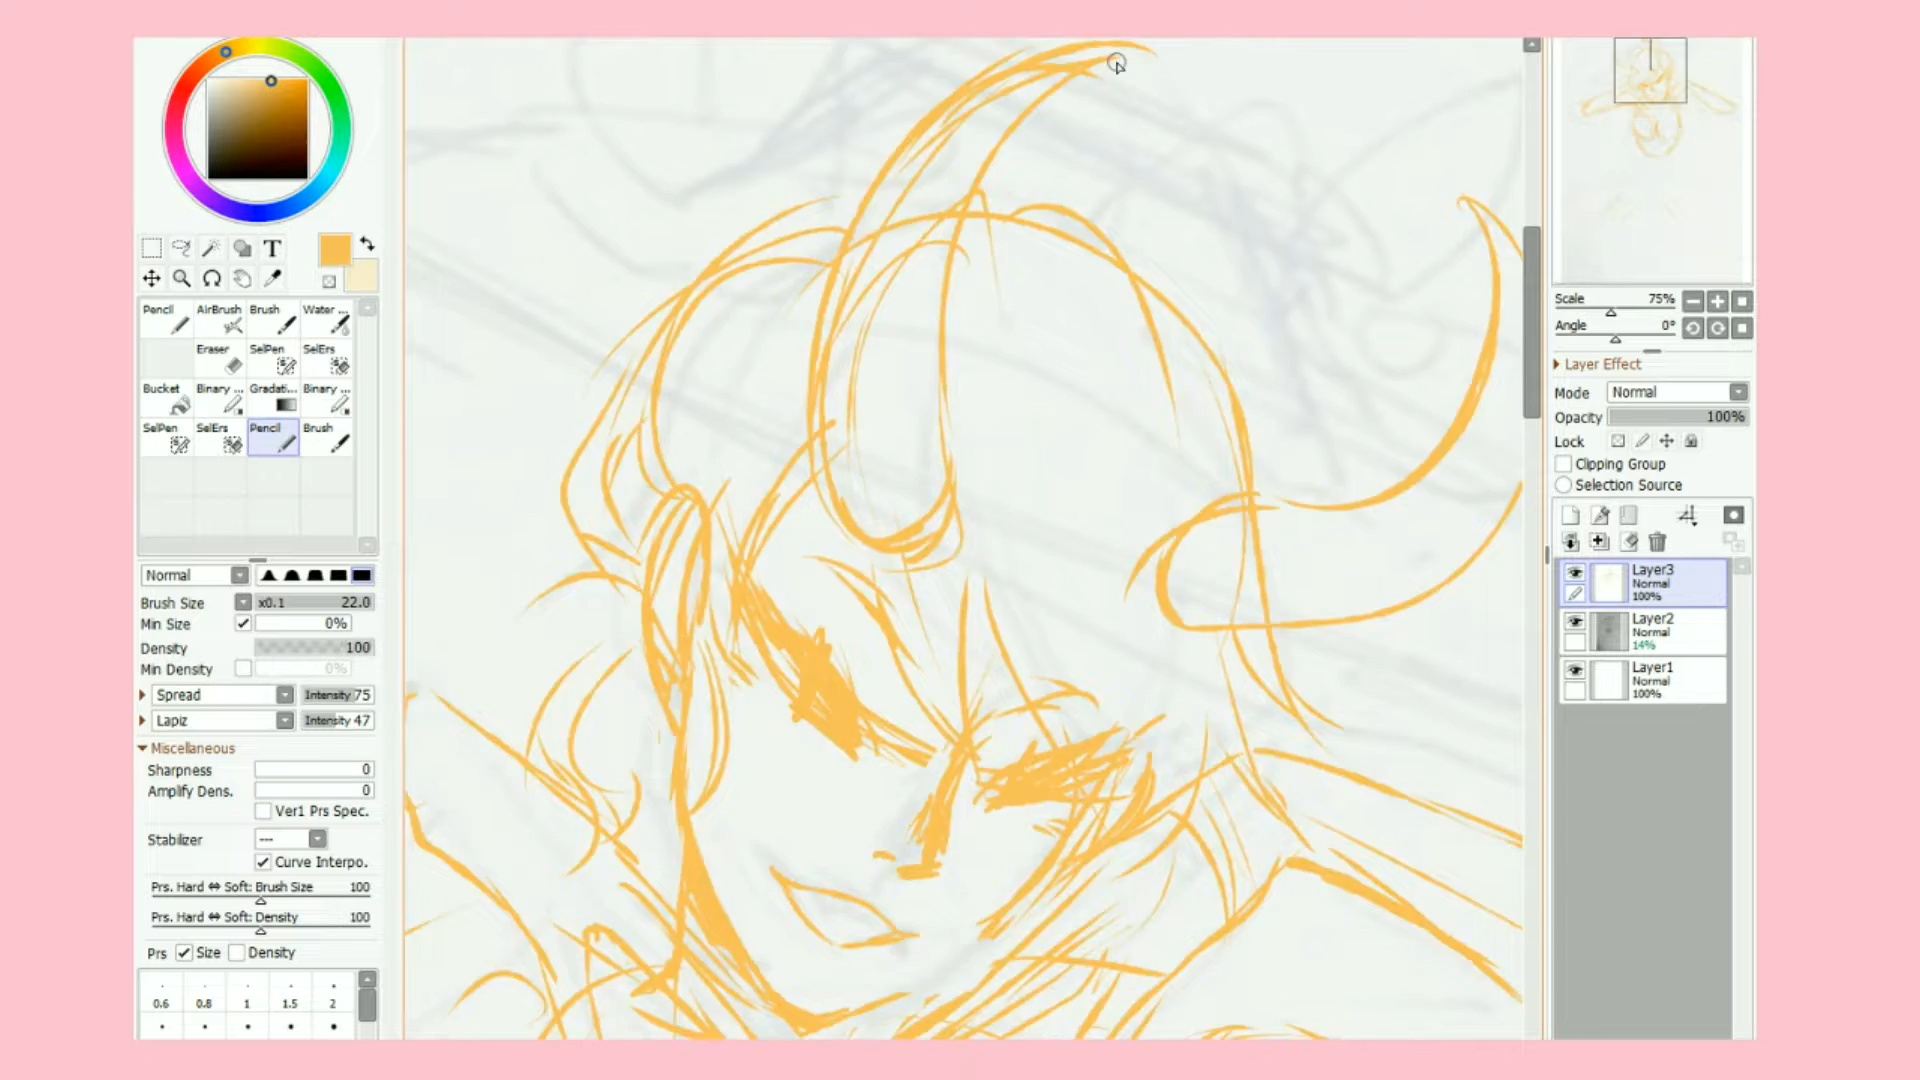 T
Pencil AirBrush Brush Water ...
Eraser SelPen SelErs
Bucket Binary ... Gradati... Binary ...
SelPen SelErs Pencil Brush
Normal
Brush Size x0.1 22.0
Min Size 0%
Density 100
Min Density 0%
Spread Intensity 75
Lapiz Intensity 47
Miscellaneous
Sharpness 0
Amplify Dens. 0
Ver1 Prs Spec.
Stabilizer ---
Curve Interpo.
Prs. Hard ⇔ Soft: Brush Size 100
Prs. Hard ⇔ Soft: Density 100
Prs Size Density
0.6 0.8 1 1.5 2
Scale 75%
Angle 0°
Layer Effect
Mode Normal
Opacity 100%
Lock
Clipping Group
Selection Source
Layer3
Normal
100%
Layer2
Normal
14%
Layer1
Normal
100%